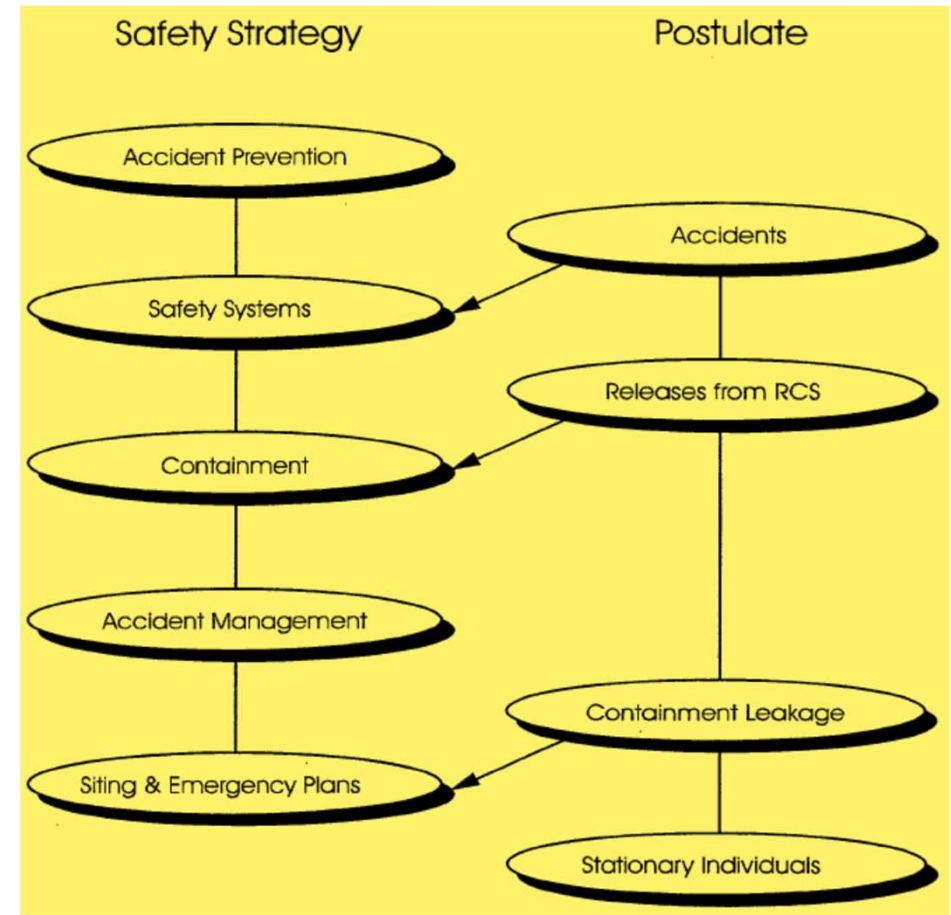 Safety Strategy
Postulate
Accident Prevention
Accidents
Safety Systems
Releases from RCS
Containment
Accident Management
Containment Leakage
Siting & Emergency Plans
Stationary Individuals